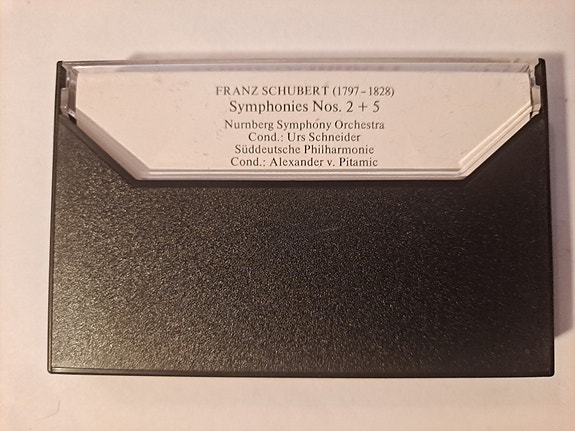 FRANZ SCHUBERT (1797-1828)
Symphonies Nos. 2 + 5
Nurnberg Symphony Orchestra
Cond.: Urs Schneider
Süddeutsche Philharmonie
Cond.: Alexander v. Pitamic